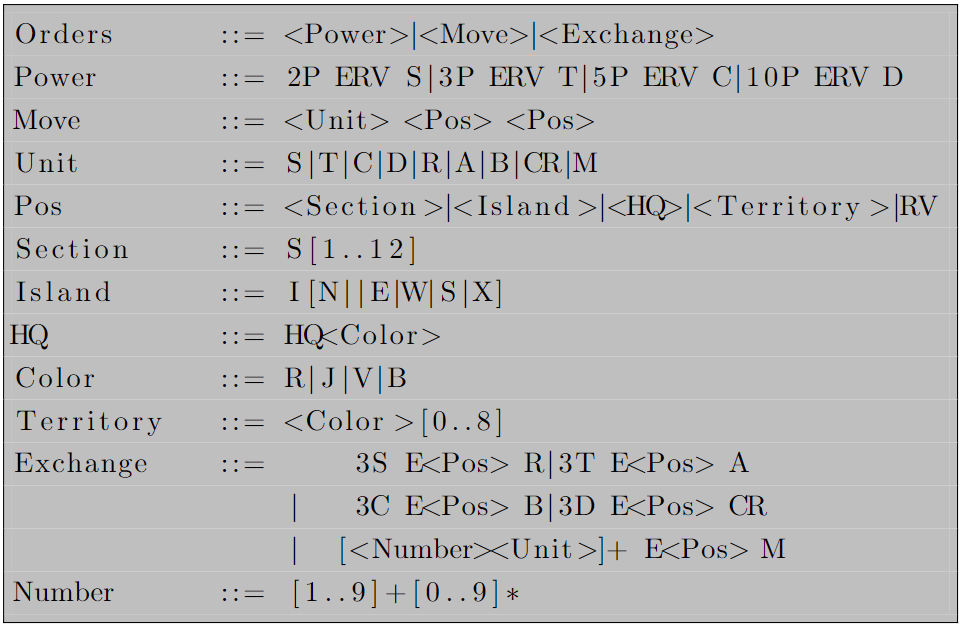 Orders ::= <Power>|<Move>|<Exchange>
Power ::= 2P ERV S|3P ERV T|5P ERV C|10P ERV D
Move ::= <Unit> <Pos> <Pos>
Unit ::= S|T|C|D|R|A|B|CR|M
Pos ::= <Section>|<Island>|<HQ>|<Territory>|RV
Section ::= S[1..12]
Island ::= I[N||E|W|S|X]
HQ ::= HQ<Color>
Color ::= R|J|V|B
Territory ::= <Color>[0..8]
Exchange ::= 3S E<Pos> R|3T E<Pos> A
| 3C E<Pos> B|3D E<Pos> CR
| [<Number><Unit>]+ E<Pos> M
Number ::= [1..9]+[0..9]*